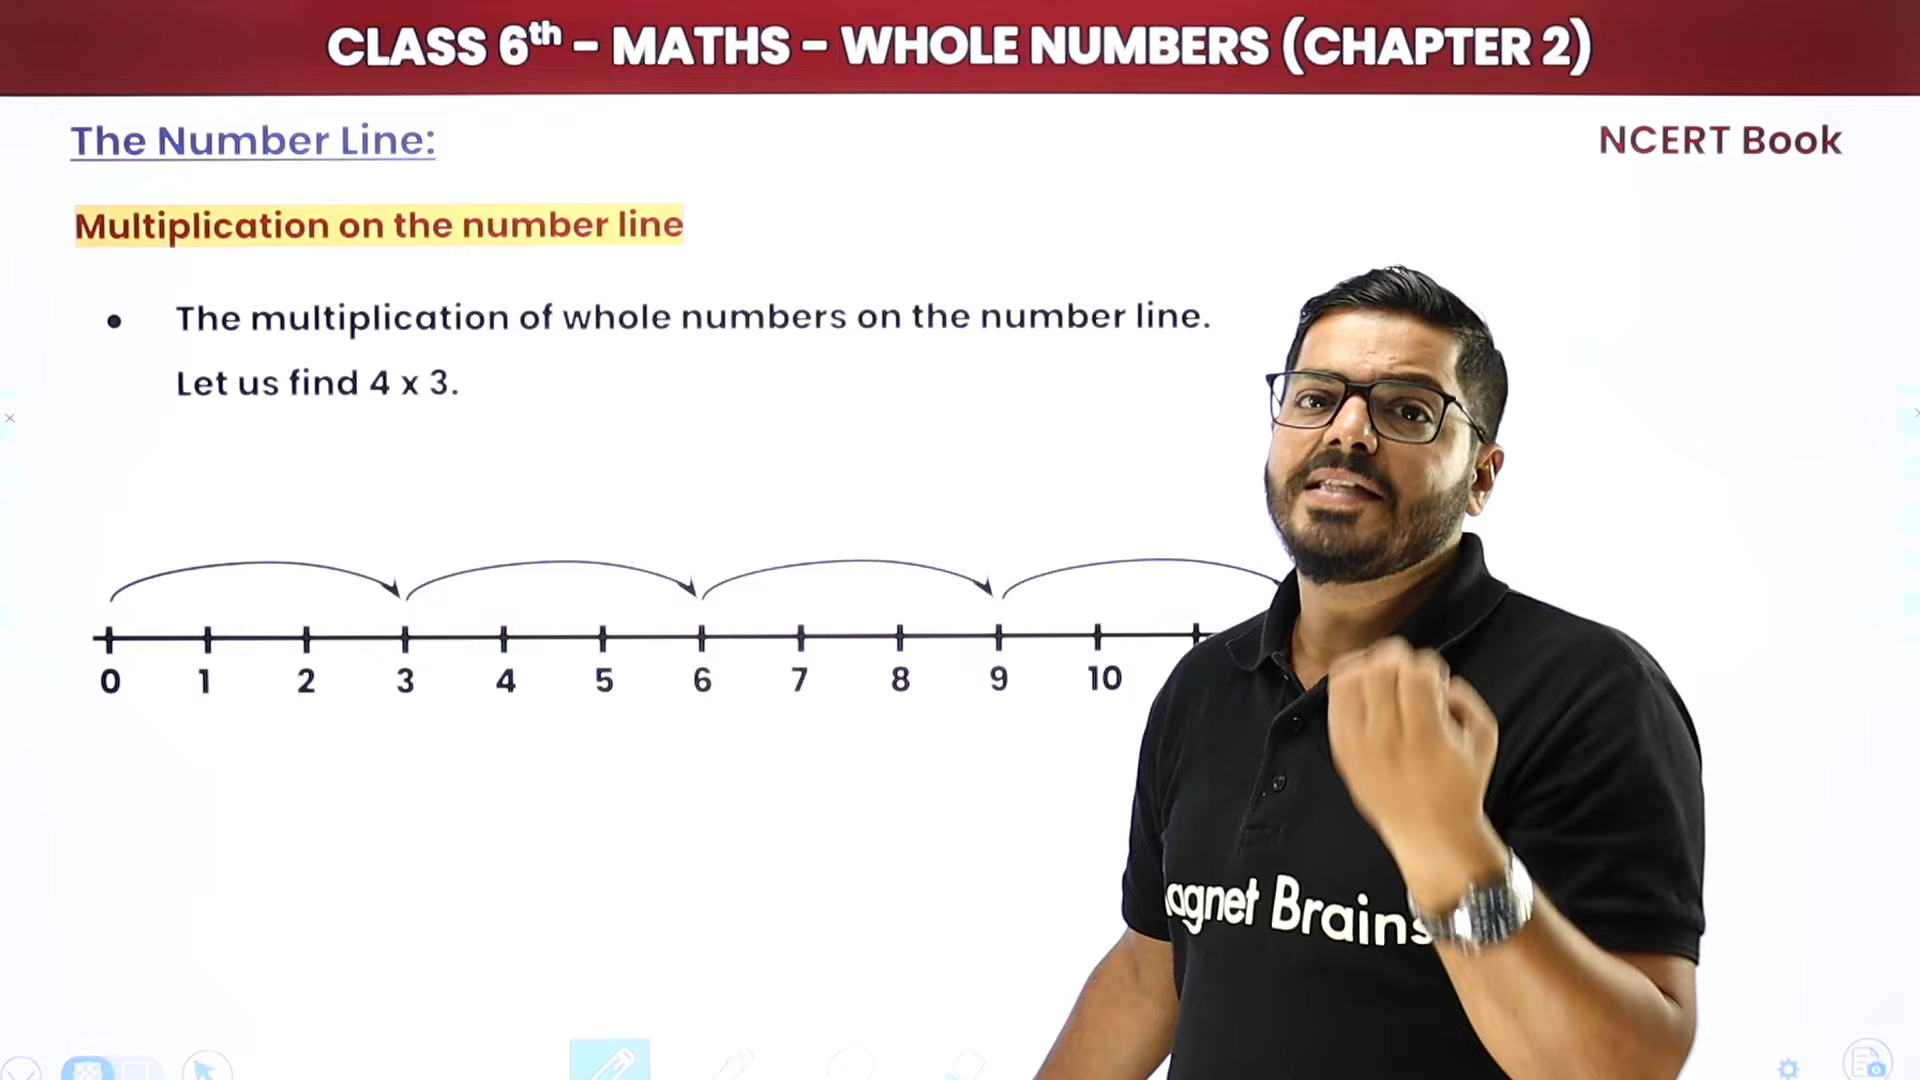 CLASS 6th – MATHS – WHOLE NUMBERS (CHAPTER 2)
The Number Line:
NCERT Book
Multiplication on the number line
● The multiplication of whole numbers on the number line.
Let us find 4 x 3.
0 1 2 3 4 5 6 7 8 9 10
agnet Brains